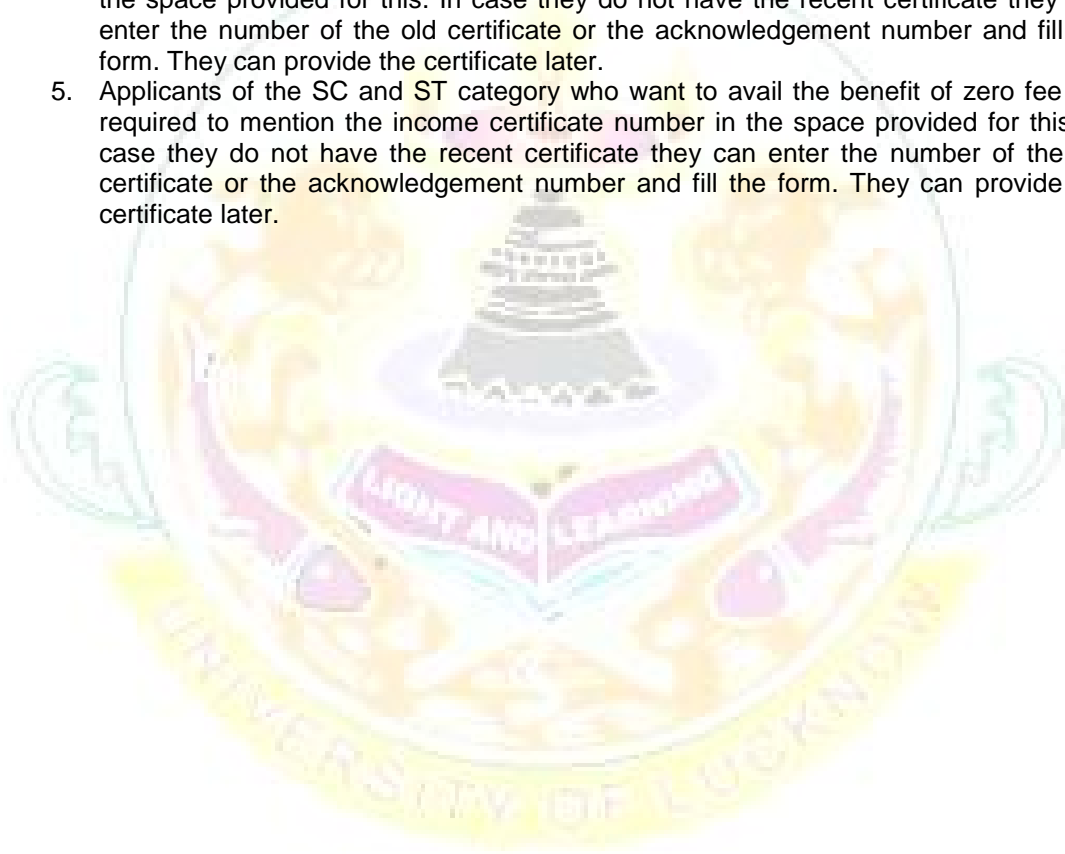 the space provided for this. In case they do not have the recent certificate they
enter the number of the old certificate or the acknowledgement number and fill
form. They can provide the certificate later.
5. Applicants of the SC and ST category who want to avail the benefit of zero fee
required to mention the income certificate number in the space provided for this
case they do not have the recent certificate they can enter the number of the
certificate or the acknowledgement number and fill the form. They can provide
certificate later.
LIGHT AND LEARNING
UNIVERSITY OF LUCKNOW